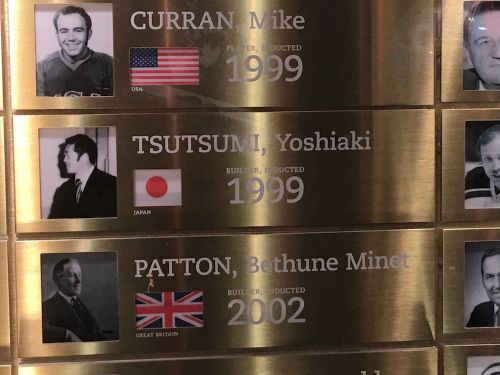 CURRAN, Mike
PLAYER, INDUCTED
1999
USA
TSUTSUMI, Yoshiaki
BUILDER, INDUCTED
1999
JAPAN
PATTON, Bethune Minet
BUILDER, INDUCTED
2002
GREAT BRITAIN